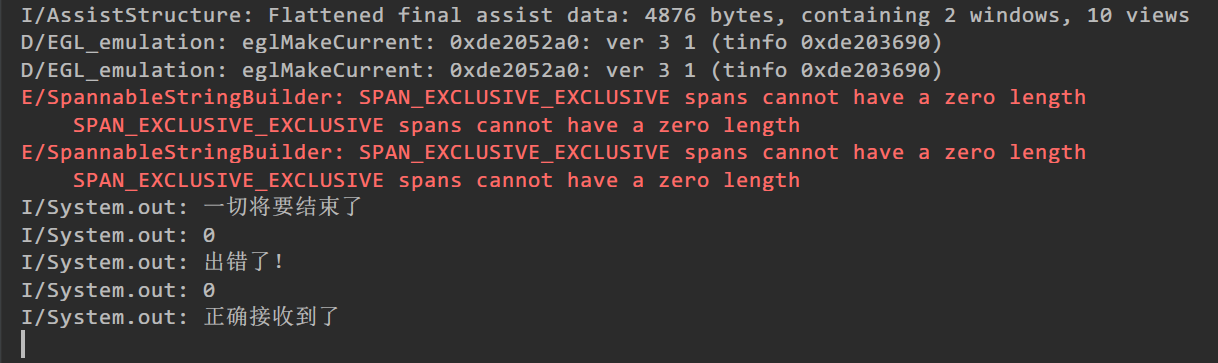 I/AssistStructure: Flattened final assist data: 4876 bytes, containing 2 windows, 10 views
D/EGL_emulation: eglMakeCurrent: 0xde2052a0: ver 3 1 (tinfo 0xde203690)
D/EGL_emulation: eglMakeCurrent: 0xde2052a0: ver 3 1 (tinfo 0xde203690)
E/SpannableStringBuilder: SPAN_EXCLUSIVE_EXCLUSIVE spans cannot have a zero length
SPAN_EXCLUSIVE_EXCLUSIVE spans cannot have a zero length
E/SpannableStringBuilder: SPAN_EXCLUSIVE_EXCLUSIVE spans cannot have a zero length
SPAN_EXCLUSIVE_EXCLUSIVE spans cannot have a zero length
I/System.out: 一切将要结束了
I/System.out: 0
I/System.out: 出错了!
I/System.out: 0
I/System.out: 正确接收到了